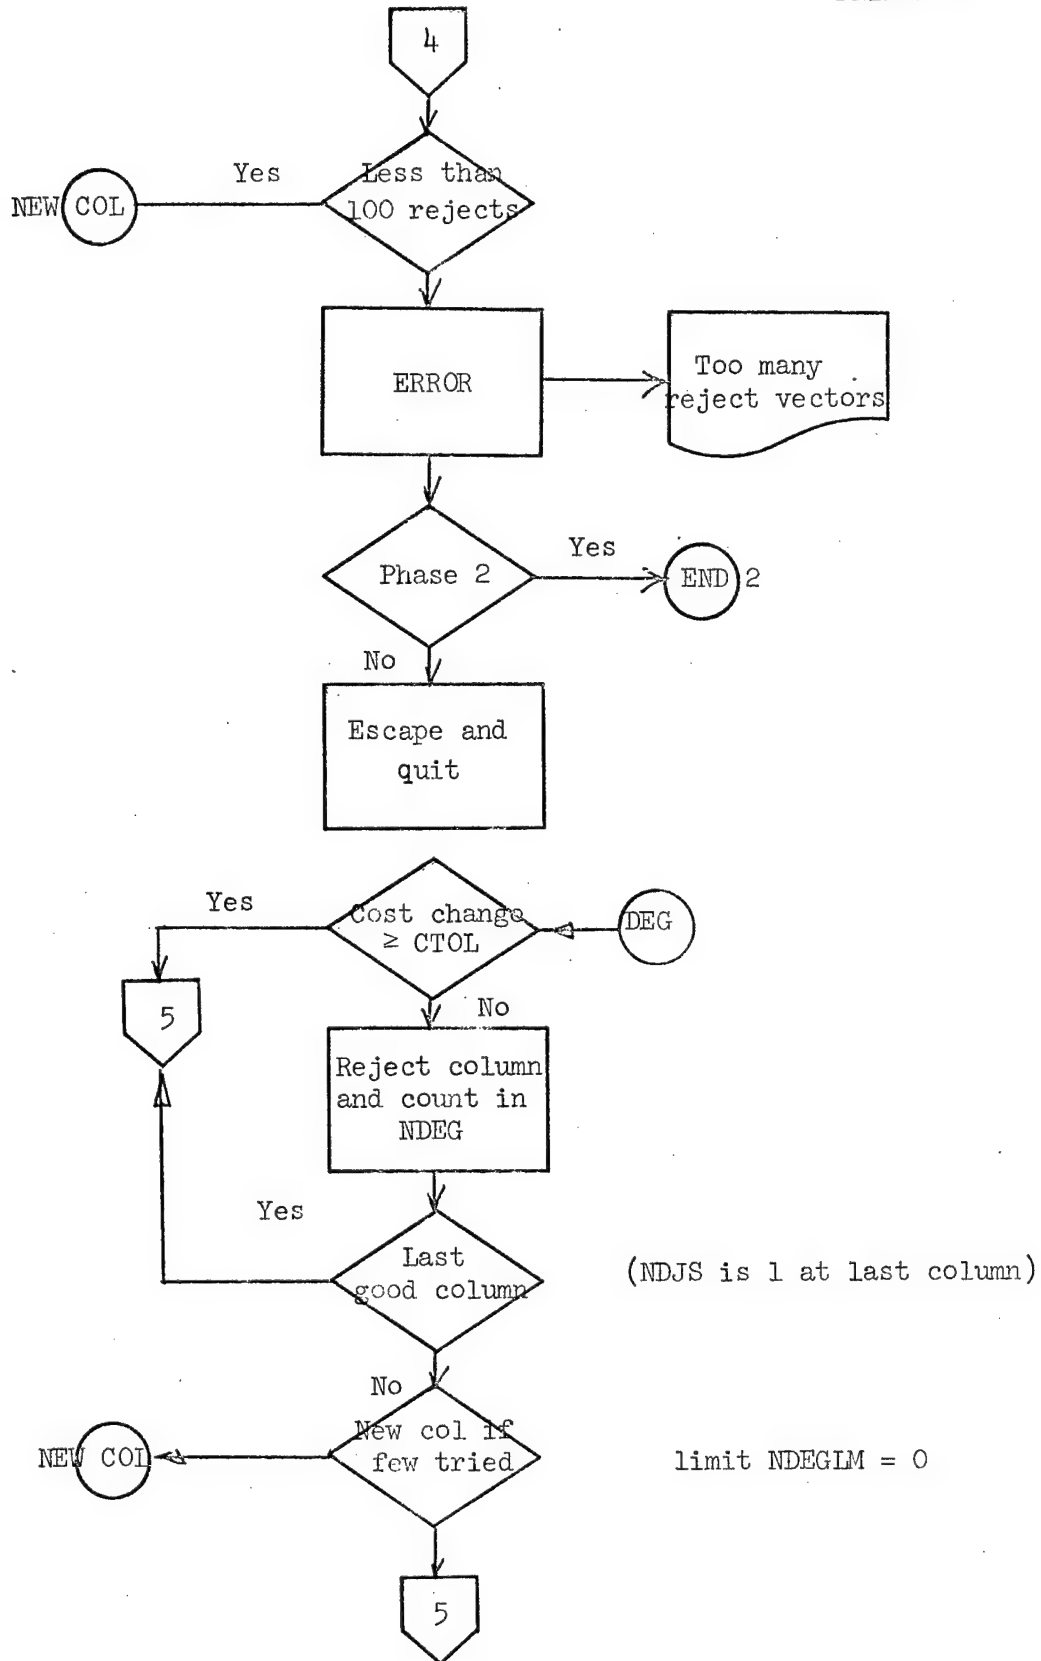 4
Less than
100 rejects
Yes
NEW COL
ERROR
Too many
reject vectors
Phase 2
Yes
END 2
No
Escape and
quit
Cost change
≥ CTOL
DEG
Yes
5
No
Reject column
and count in
NDEG
Yes
Last
good column
(NDJS is 1 at last column)
No
New col if
few tried
NEW COL
limit NDEGLM = 0
5